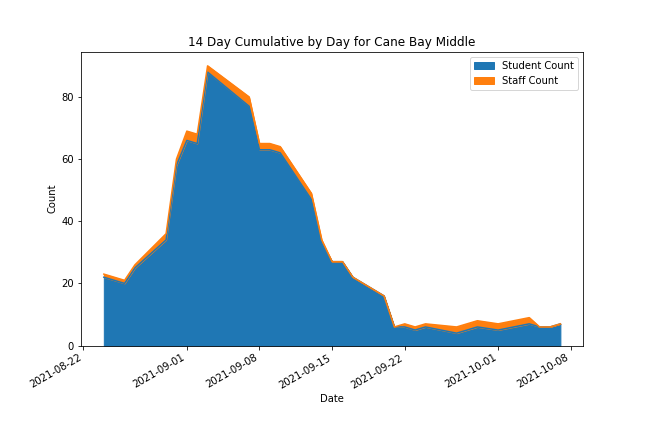 14 Day Cumulative by Day for Cane Bay Middle
Student Count
Staff Count
80
60
40
20
0
Count
2021-08-22
2021-09-01
2021-09-08
2021-09-15
2021-09-22
2021-10-01
2021-10-08
Date